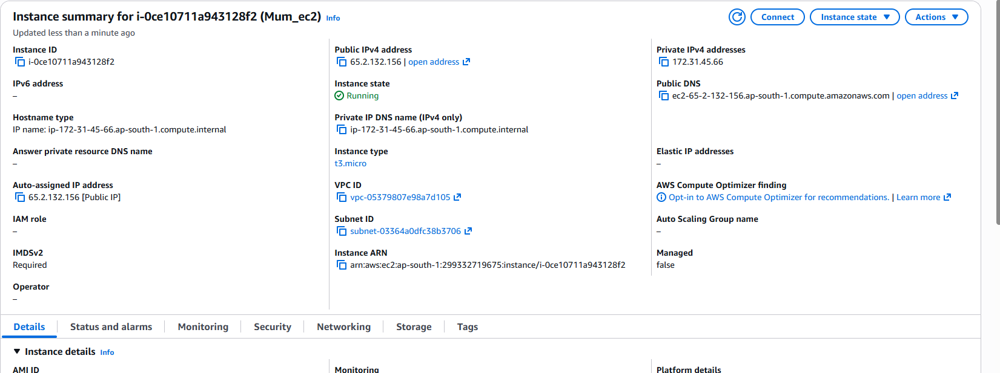 Instance summary for i-0ce10711a943128f2 (Mum_ec2) Info
Connect
Instance state
Actions
Updated less than a minute ago
Instance ID
i-0ce10711a943128f2
Public IPv4 address
65.2.132.156 | open address
Private IPv4 addresses
172.31.45.66
IPv6 address
–
Instance state
Running
Public DNS
ec2-65-2-132-156.ap-south-1.compute.amazonaws.com | open address
Hostname type
IP name: ip-172-31-45-66.ap-south-1.compute.internal
Private IP DNS name (IPv4 only)
ip-172-31-45-66.ap-south-1.compute.internal
Answer private resource DNS name
–
Instance type
t3.micro
Elastic IP addresses
–
Auto-assigned IP address
65.2.132.156 [Public IP]
VPC ID
vpc-05379807e98a7d105
AWS Compute Optimizer finding
Opt-in to AWS Compute Optimizer for recommendations. | Learn more
IAM role
–
Subnet ID
subnet-03364a0dfc38b3706
Auto Scaling Group name
–
IMDSv2
Required
Instance ARN
arn:aws:ec2:ap-south-1:299332719675:instance/i-0ce10711a943128f2
Managed
false
Operator
–
Details
Status and alarms
Monitoring
Security
Networking
Storage
Tags
Instance details Info
AMI ID
Monitoring
Platform details